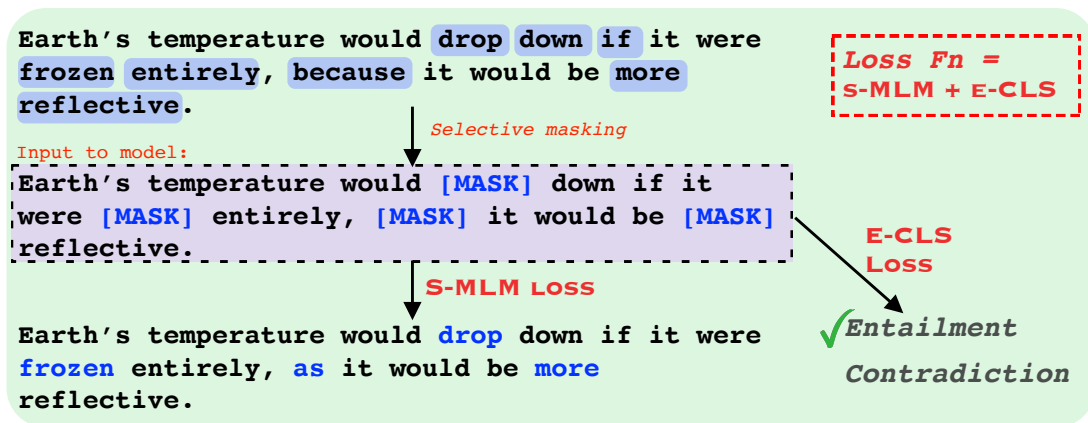 Earth’s temperature would drop down if it were
frozen entirely, because it would be more
reflective.
Loss Fn =
S-MLM + E-CLS
Selective masking
Input to model:
Earth’s temperature would [MASK] down if it
were [MASK] entirely, [MASK] it would be [MASK]
reflective.
E-CLS
Loss
S-MLM LOSS
Earth’s temperature would drop down if it were
frozen entirely, as it would be more
reflective.
✓Entailment
Contradiction